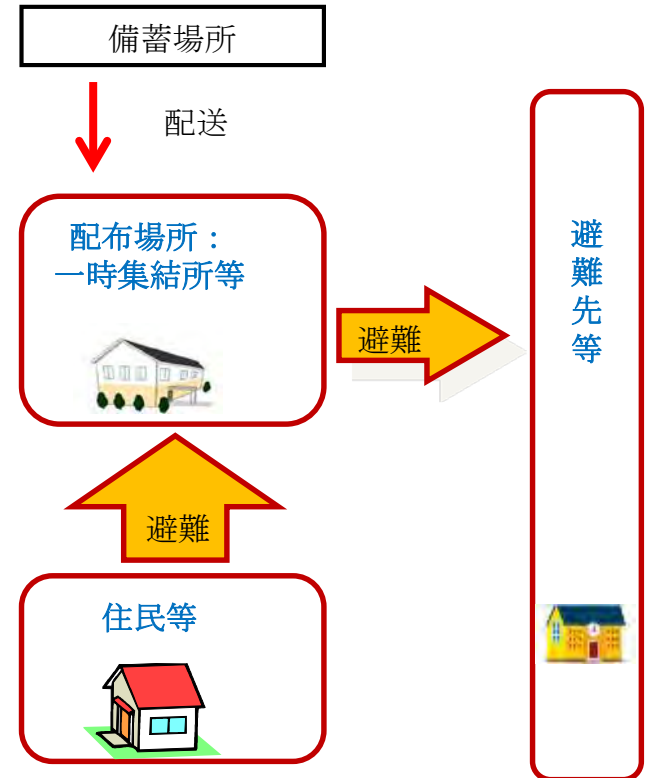 備蓄場所
配送
配布場所：
一時集結所等
避難
避難先等
避難
住民等